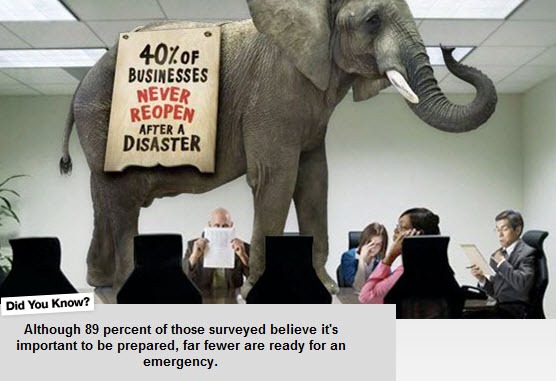 40% OF
BUSINESSES
NEVER
REOPEN
AFTER A
DISASTER
Did You Know?
Although 89 percent of those surveyed believe it's
important to be prepared, far fewer are ready for an
emergency.